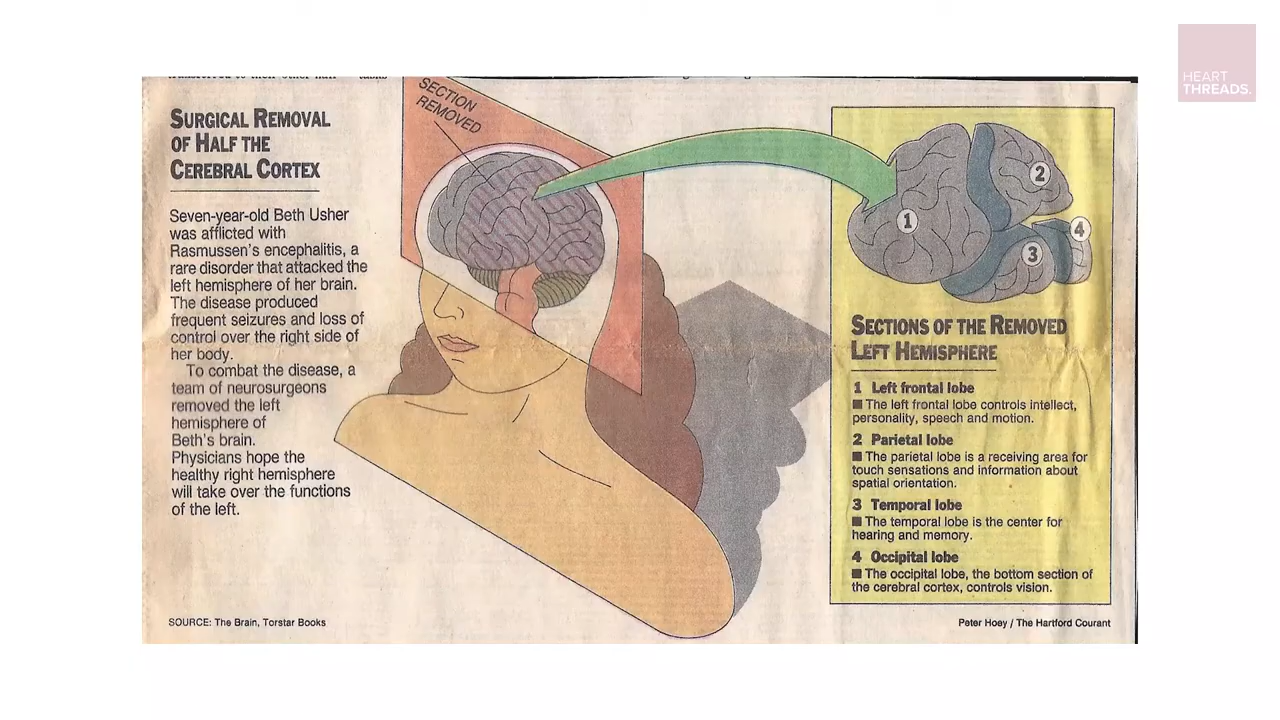 HEART
THREADS.
SURGICAL REMOVAL
OF HALF THE
CEREBRAL CORTEX
Seven-year-old Beth Usher
was afflicted with
Rasmussen's encephalitis, a
rare disorder that attacked the
left hemisphere of her brain.
The disease produced
frequent seizures and loss of
control over the right side of
her body.
To combat the disease, a
team of neurosurgeons
removed the left
hemisphere of
Beth's brain.
Physicians hope the
healthy right hemisphere
will take over the functions
of the left.
SOURCE: The Brain, Torstar Books
SECTION
REMOVED
1
2
3
4
SECTIONS OF THE REMOVED
LEFT HEMISPHERE
1 Left frontal lobe
■ The left frontal lobe controls intellect,
personality, speech and motion.
2 Parietal lobe
■ The parietal lobe is a receiving area for
touch sensations and information about
spatial orientation.
3 Temporal lobe
■ The temporal lobe is the center for
hearing and memory.
4 Occipital lobe
■ The occipital lobe, the bottom section of
the cerebral cortex, controls vision.
Peter Hoey / The Hartford Courant